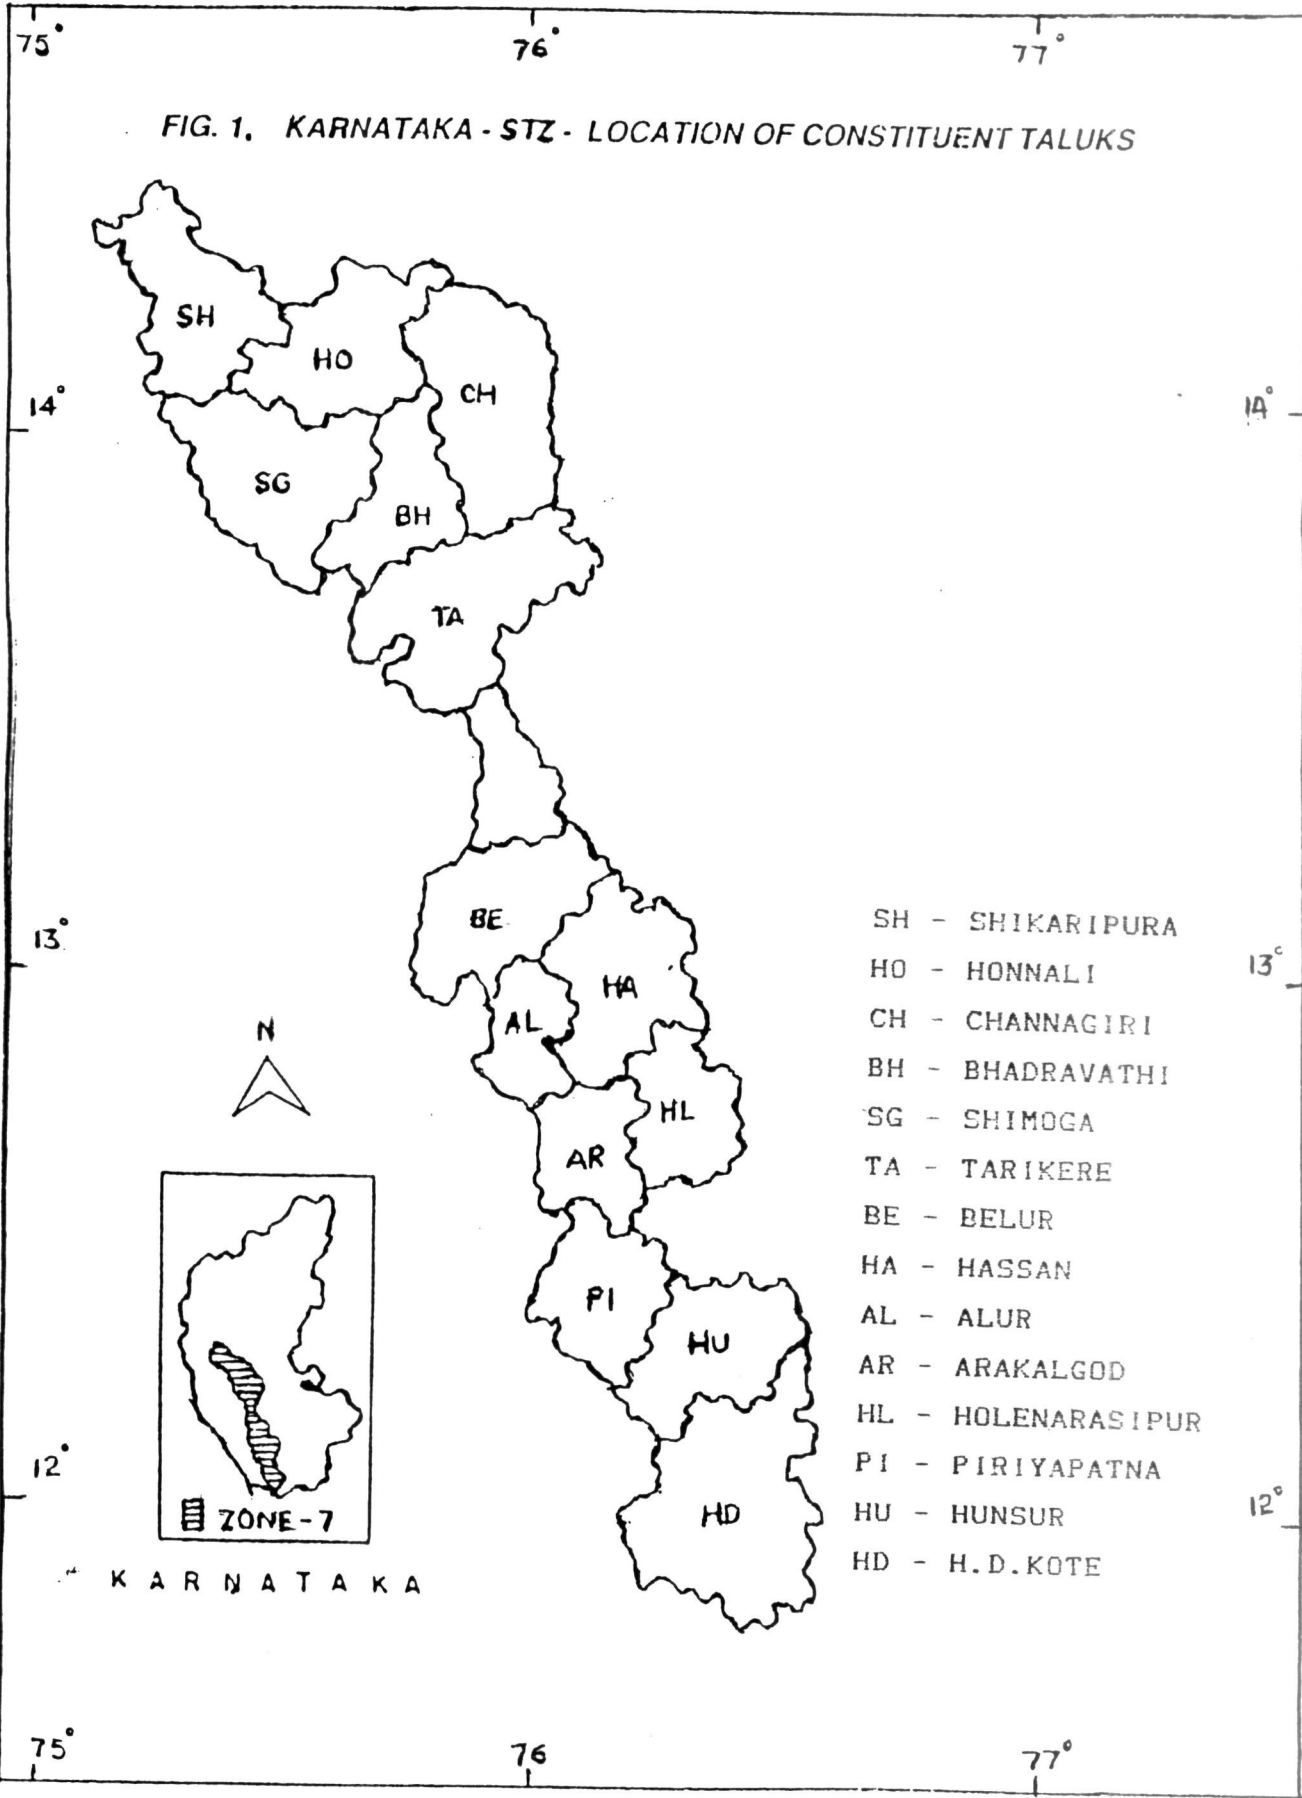 75° 76° 77°
FIG. 1. KARNATAKA - STZ - LOCATION OF CONSTITUENT TALUKS
SH
HO
CH
14° 14°
SG
BH
TA
BE
13° 13°
HA
AL
N
HL
AR
PI
HU
HD
SH - SHIKARIPURA
HO - HONNALI
CH - CHANNAGIRI
BH - BHADRAVATHI
SG - SHIMOGA
TA - TARIKERE
BE - BELUR
HA - HASSAN
AL - ALUR
AR - ARAKALGOD
HL - HOLENARASIPUR
PI - PIRIYAPATNA
HU - HUNSUR
HD - H.D.KOTE
12° 12°
ZONE-7
KARNATAKA
75° 76 77°